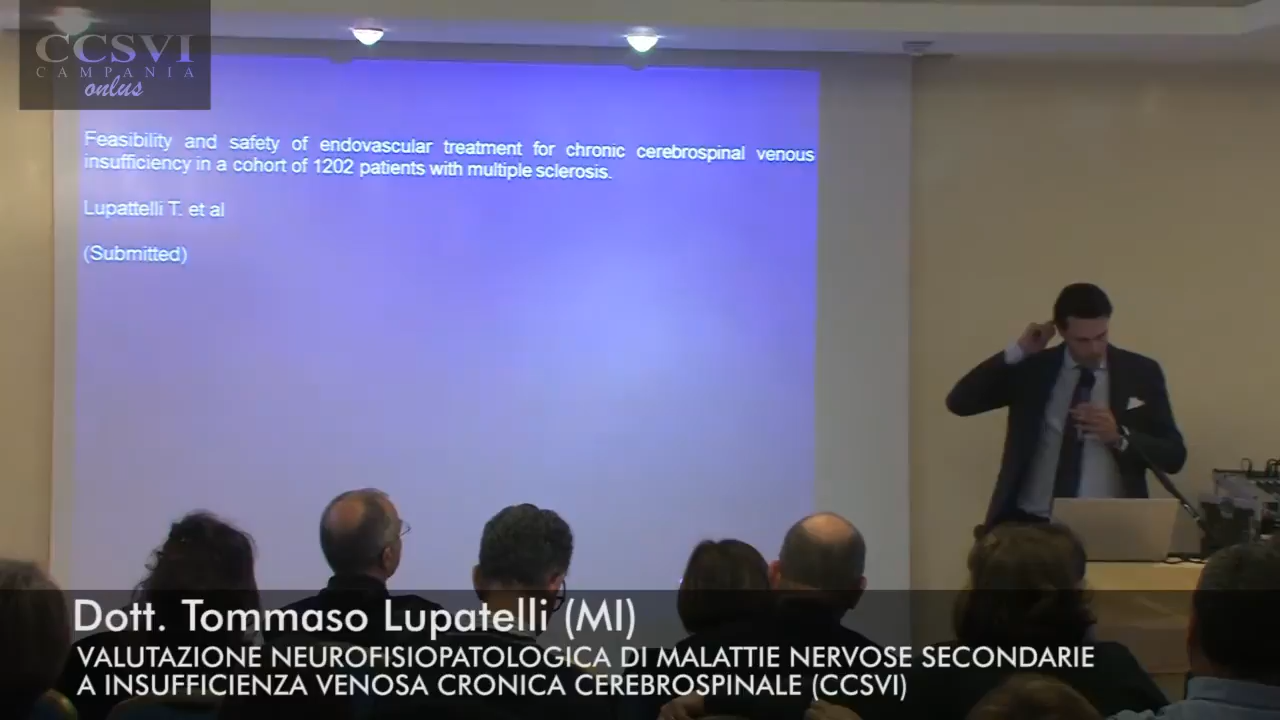 CCSVI
CAMPANIA
onlus
Feasibility and safety of endovascular treatment for chronic cerebrospinal venous
insufficiency in a cohort of 1202 patients with multiple sclerosis.
Lupattelli T. et al
(Submitted)
Dott. Tommaso Lupatelli (MI)
VALUTAZIONE NEUROFISIOPATOLOGICA DI MALATTIE NERVOSE SECONDARIE
A INSUFFICIENZA VENOSA CRONICA CEREBROSPINALE (CCSVI)